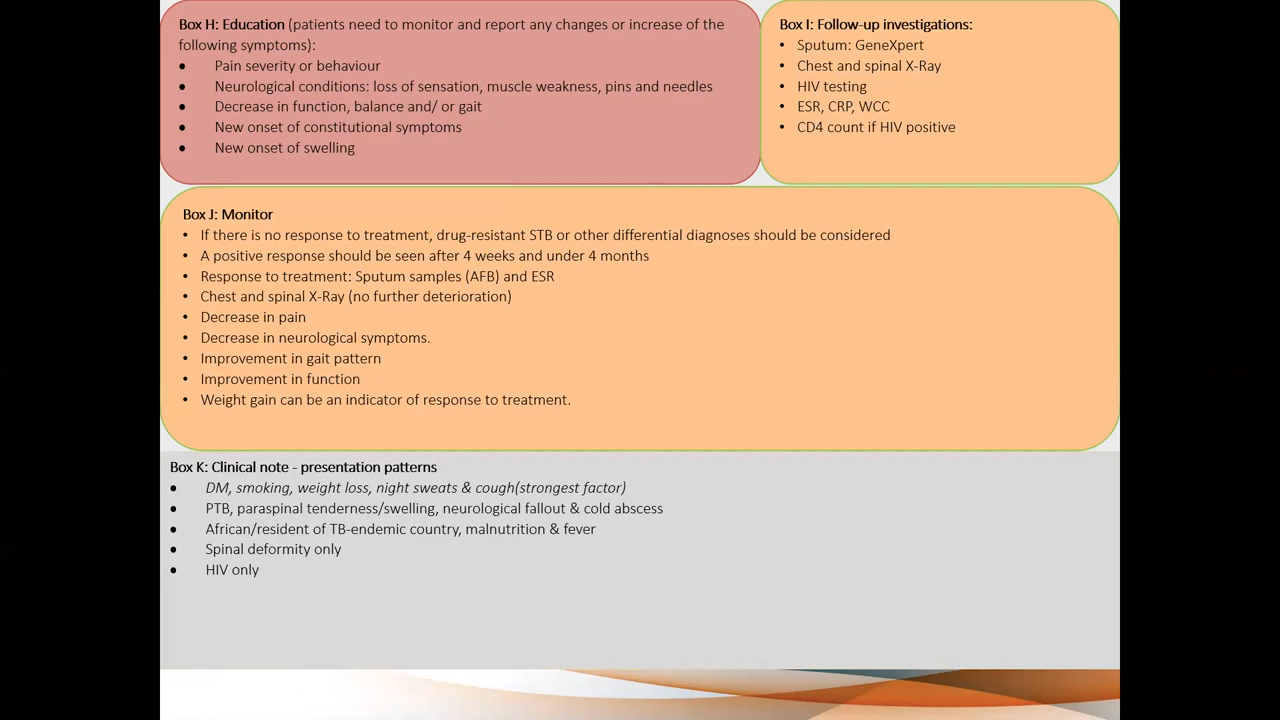 Box H: Education (patients need to monitor and report any changes or increase of the
following symptoms):
• Pain severity or behaviour
• Neurological conditions: loss of sensation, muscle weakness, pins and needles
• Decrease in function, balance and/ or gait
• New onset of constitutional symptoms
• New onset of swelling
Box I: Follow-up investigations:
• Sputum: GeneXpert
• Chest and spinal X-Ray
• HIV testing
• ESR, CRP, WCC
• CD4 count if HIV positive
Box J: Monitor
• If there is no response to treatment, drug-resistant STB or other differential diagnoses should be considered
• A positive response should be seen after 4 weeks and under 4 months
• Response to treatment: Sputum samples (AFB) and ESR
• Chest and spinal X-Ray (no further deterioration)
• Decrease in pain
• Decrease in neurological symptoms.
• Improvement in gait pattern
• Improvement in function
• Weight gain can be an indicator of response to treatment.
Box K: Clinical note - presentation patterns
• DM, smoking, weight loss, night sweats & cough(strongest factor)
• PTB, paraspinal tenderness/swelling, neurological fallout & cold abscess
• African/resident of TB-endemic country, malnutrition & fever
• Spinal deformity only
• HIV only